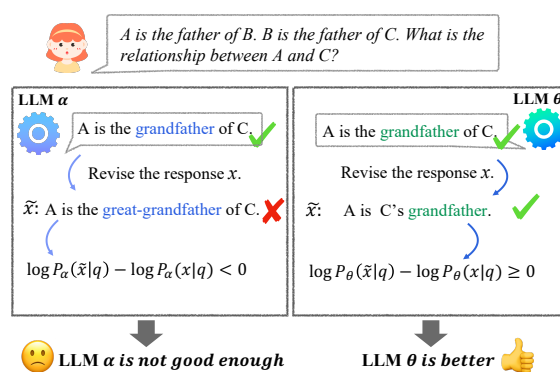 A is the father of B. B is the father of C. What is the
relationship between A and C?
LLM α
A is the grandfather of C.
Revise the response x.
x̃: A is the great-grandfather of C.
log Pα(x̃|q) − log Pα(x|q) < 0
LLM α is not good enough
LLM θ
A is the grandfather of C.
Revise the response x.
x̃: A is C's grandfather.
log Pθ(x̃|q) − log Pθ(x|q) ≥ 0
LLM θ is better